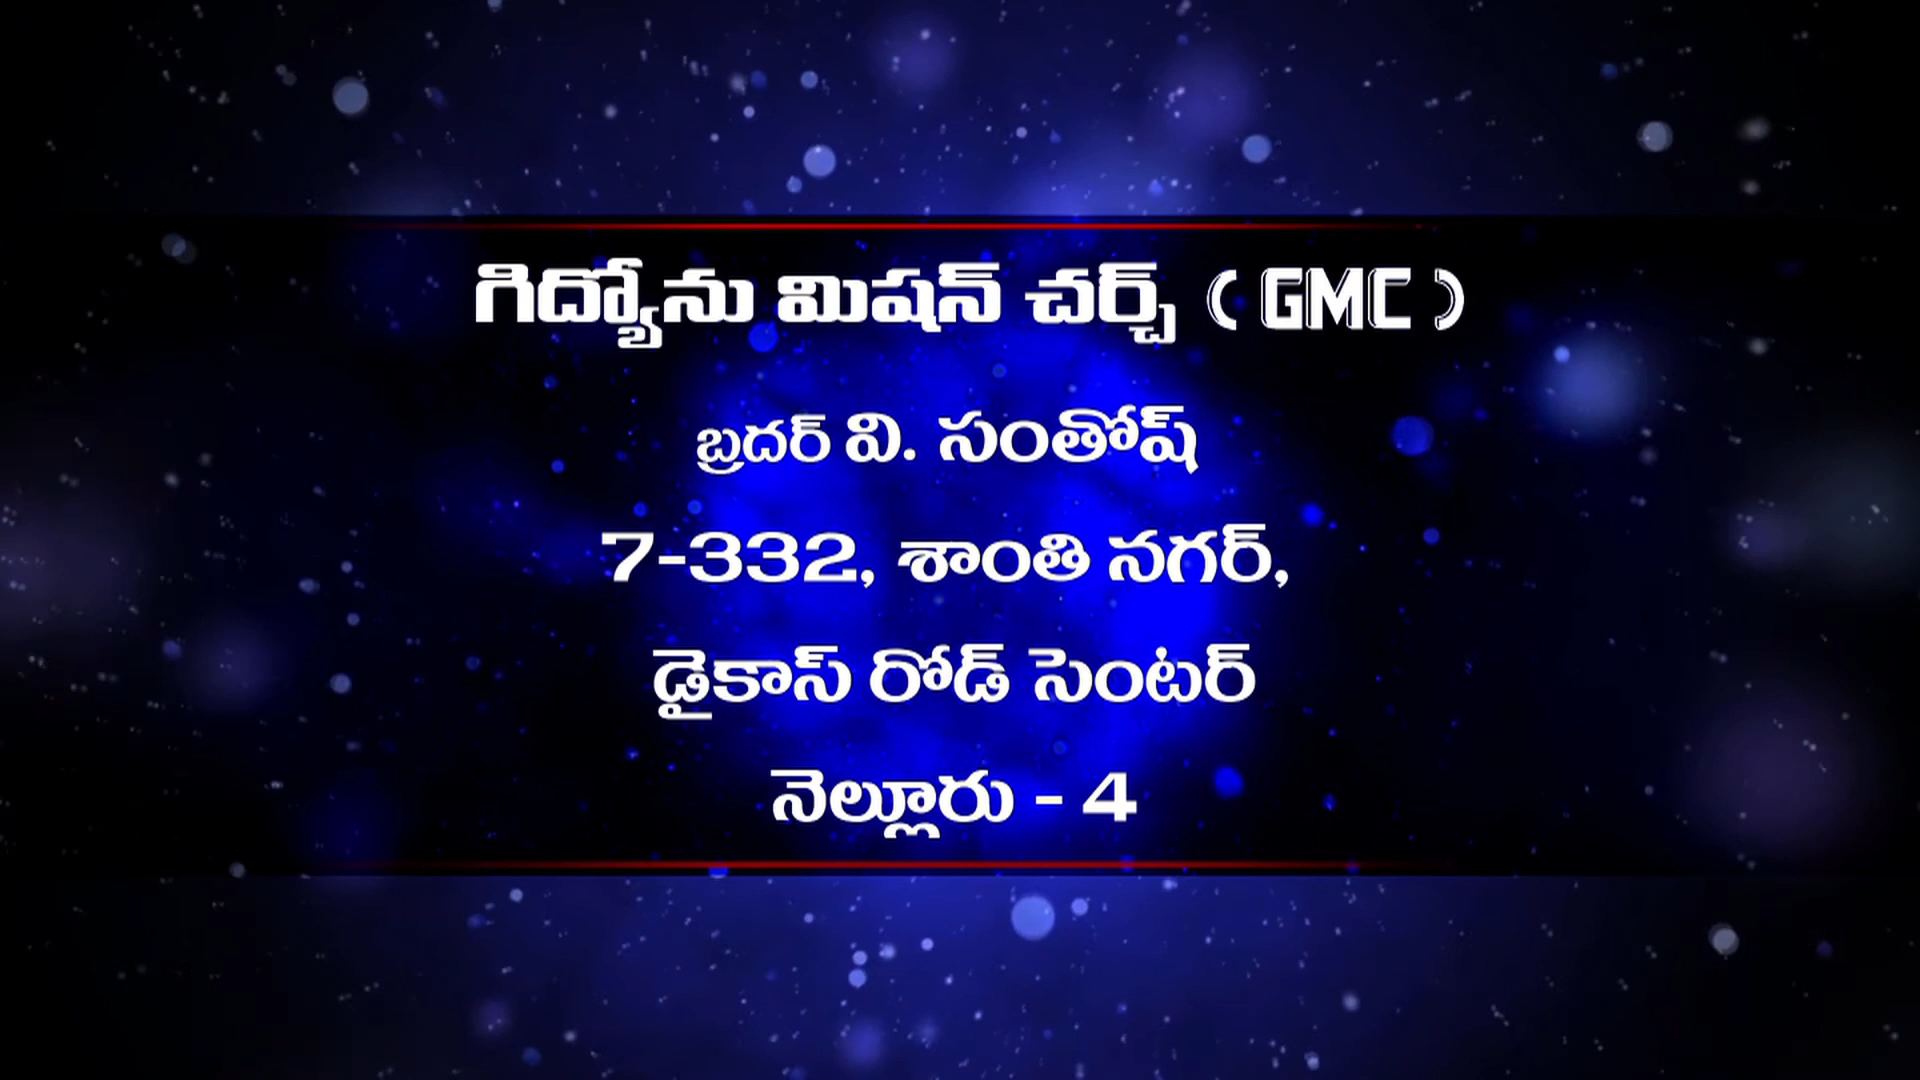 గిద్యోను మిషన్ చర్చ్ ( GMC )
బ్రదర్ వి. సంతోష్
7-332, శాంతి నగర్,
డైకాస్ రోడ్ సెంటర్
నెల్లూరు - 4